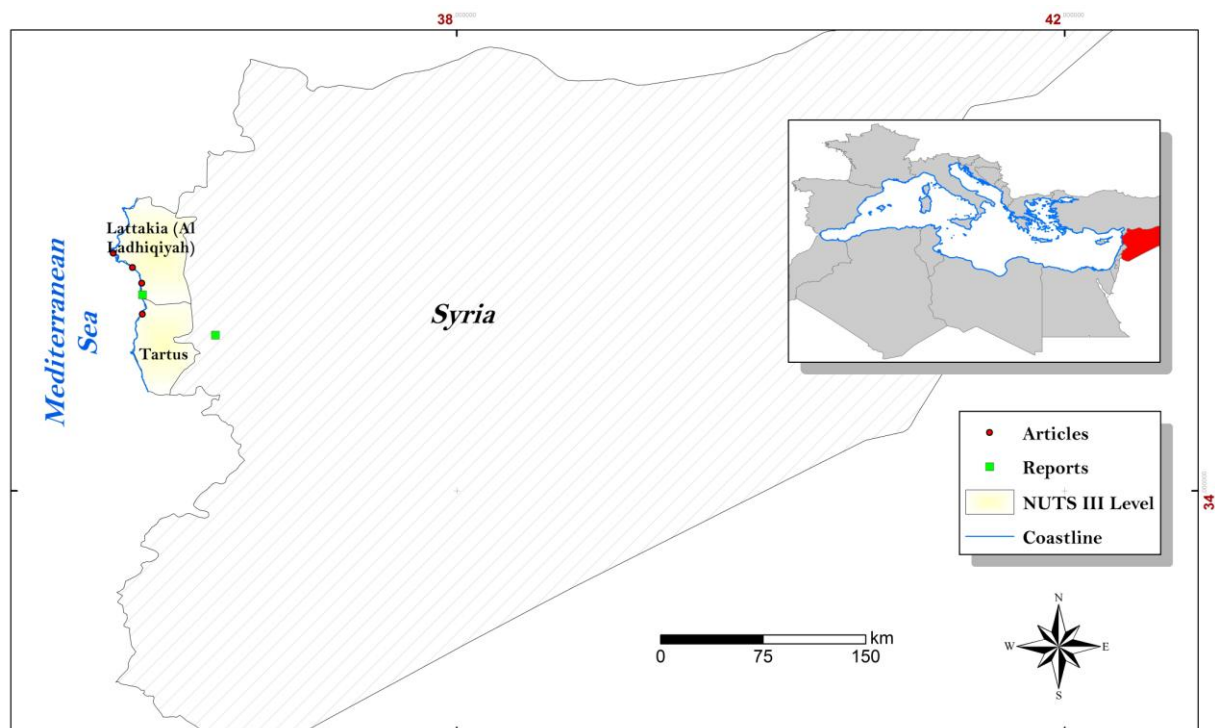 38
42
Mediterranean
Sea
Lattakia (Al
Ladhiqiyah)
Tartus
Syria
Articles
Reports
NUTS III Level
Coastline
34
km
0 75 150
N
W E
S